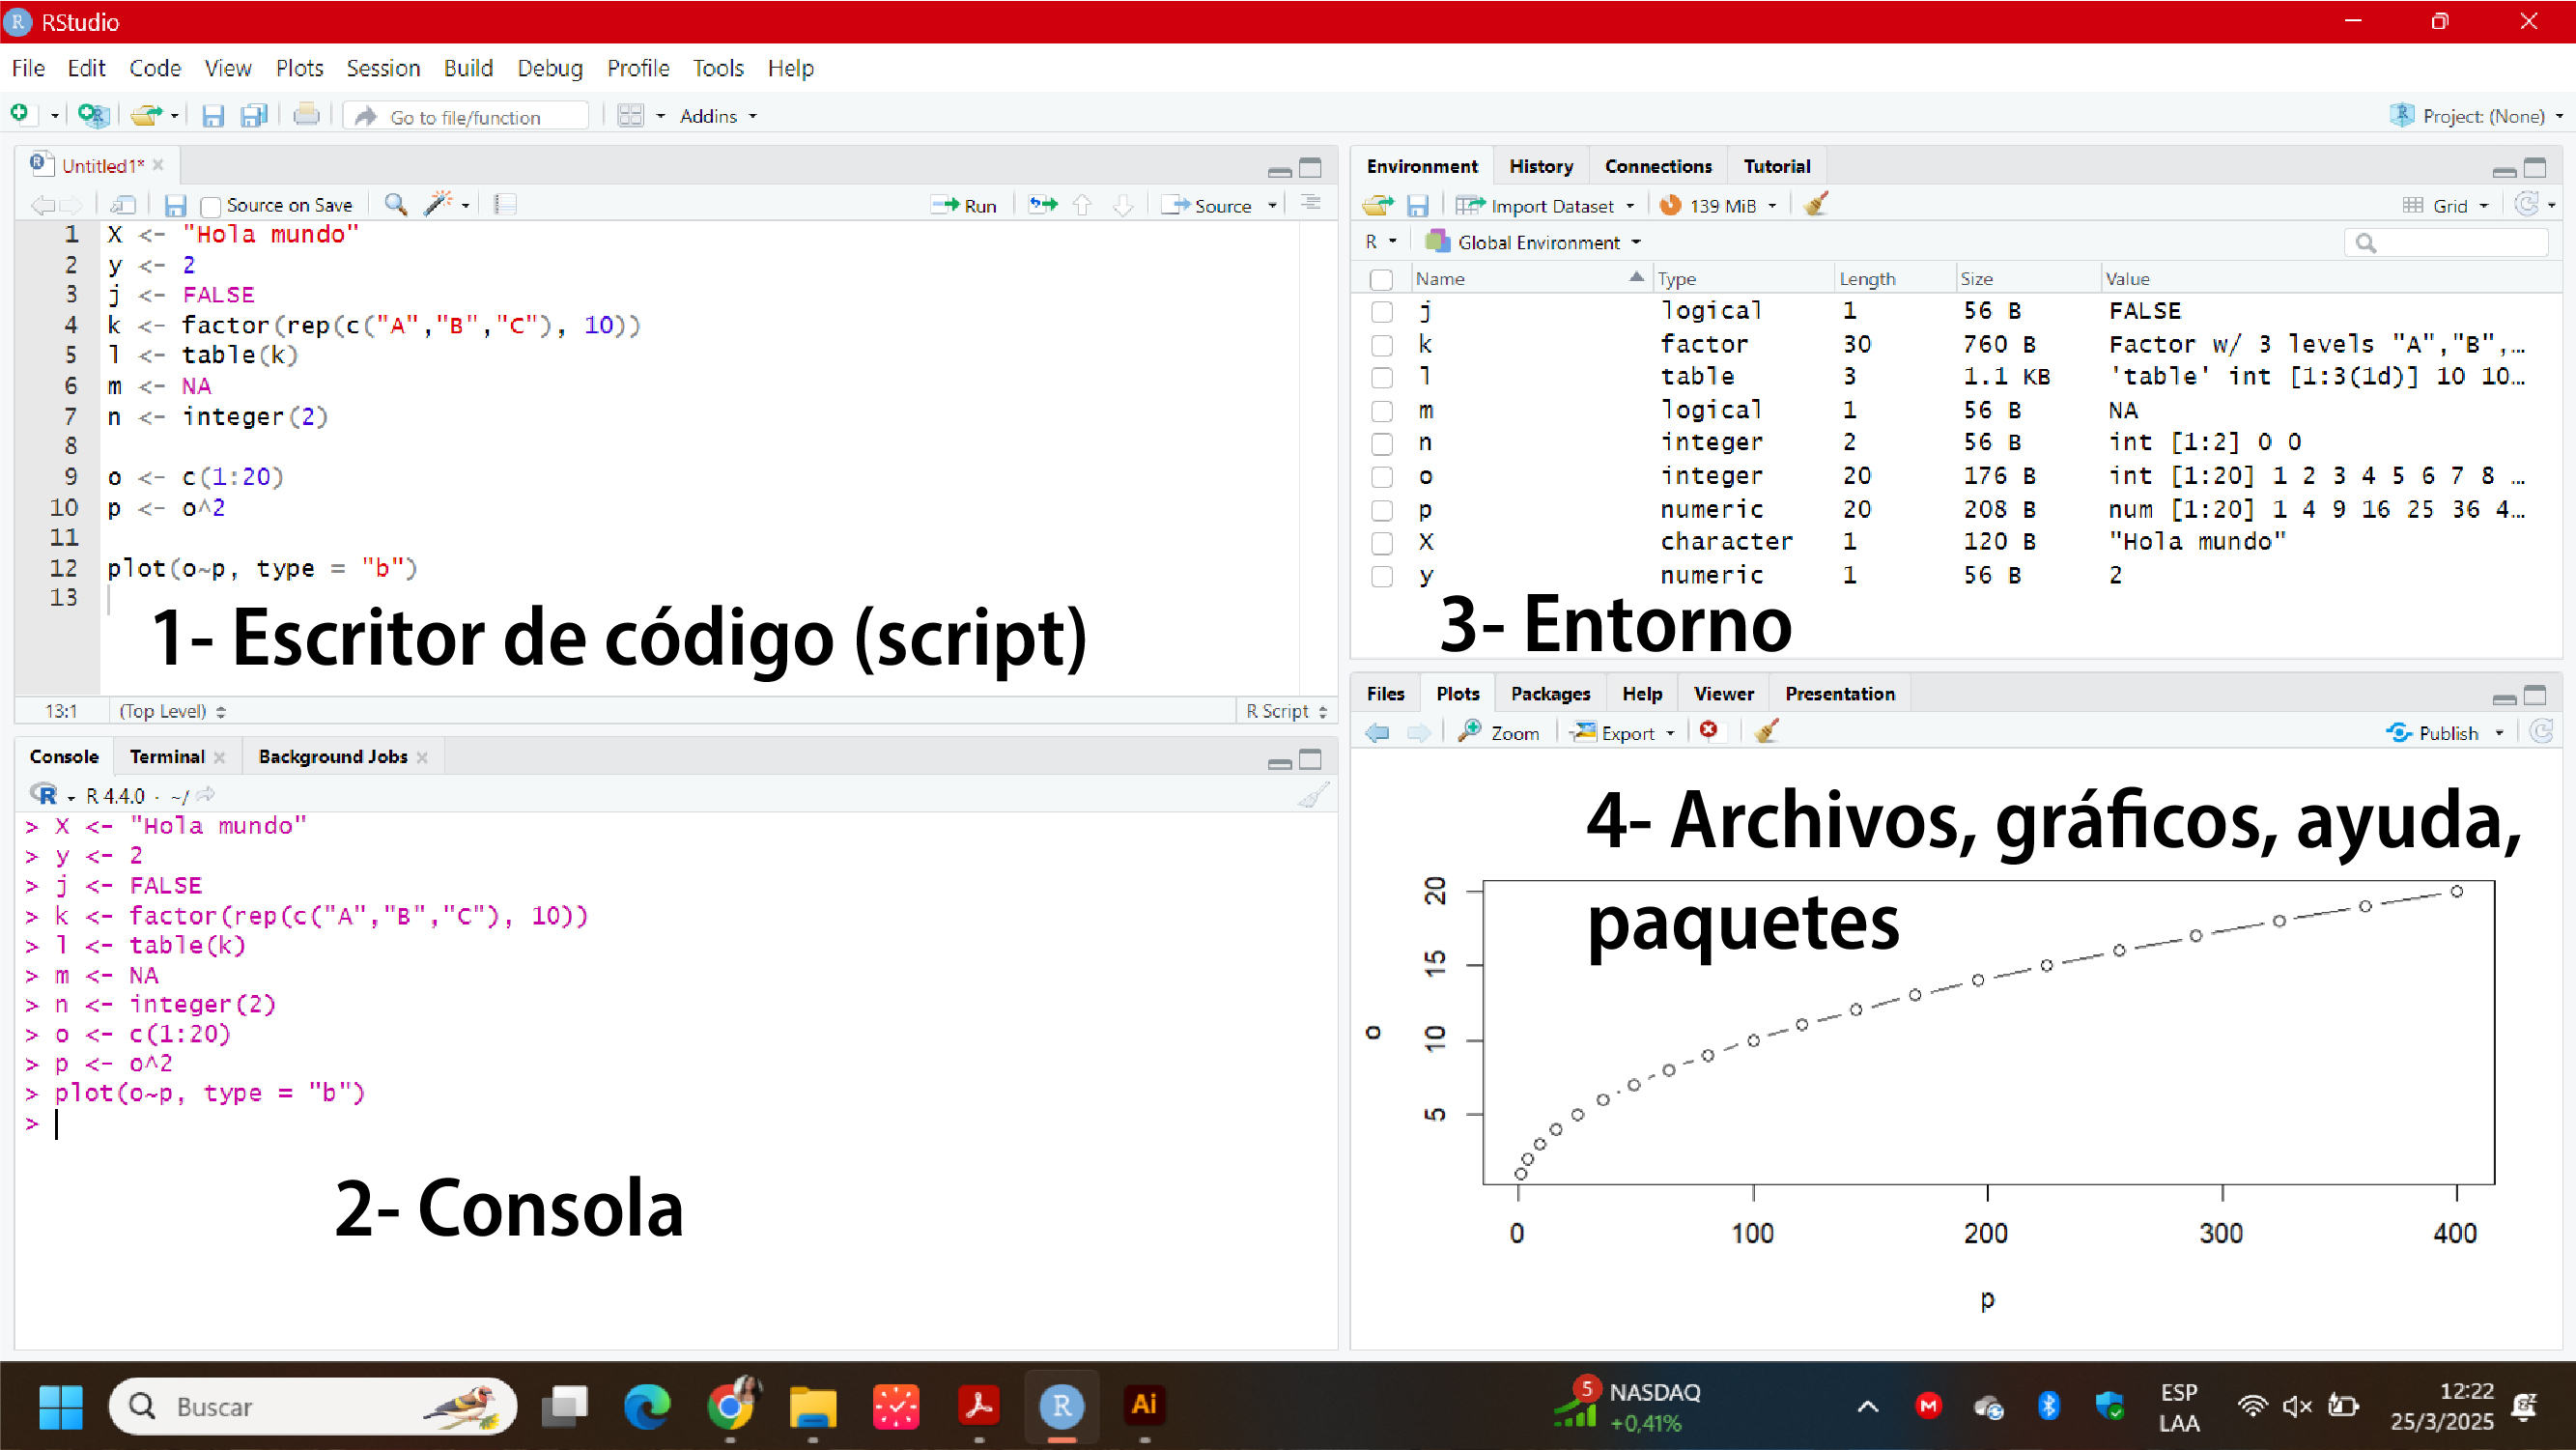 RStudio
File Edit Code View Plots Session Build Debug Profile Tools Help
Go to file/function Addins Project: (None)
Untitled1*
Source on Save Run Source
1 X <- "Hola mundo"
2 y <- 2
3 j <- FALSE
4 k <- factor(rep(c("A","B","C"), 10))
5 l <- table(k)
6 m <- NA
7 n <- integer(2)
8
9 o <- c(1:20)
10 p <- o^2
11
12 plot(o~p, type = "b")
13
1- Escritor de código (script)
13:1 (Top Level) R Script
Console Terminal Background Jobs
R 4.4.0 · ~/
> X <- "Hola mundo"
> y <- 2
> j <- FALSE
> k <- factor(rep(c("A","B","C"), 10))
> l <- table(k)
> m <- NA
> n <- integer(2)
> o <- c(1:20)
> p <- o^2
> plot(o~p, type = "b")
>
2- Consola
Environment History Connections Tutorial
Import Dataset 139 MiB Grid
R Global Environment
Name Type Length Size Value
j logical 1 56 B FALSE
k factor 30 760 B Factor w/ 3 levels "A","B",…
l table 3 1.1 KB 'table' int [1:3(1d)] 10 10…
m logical 1 56 B NA
n integer 2 56 B int [1:2] 0 0
o integer 20 176 B int [1:20] 1 2 3 4 5 6 7 8 …
p numeric 20 208 B num [1:20] 1 4 9 16 25 36 4…
X character 1 120 B "Hola mundo"
y numeric 1 56 B 2
3- Entorno
Files Plots Packages Help Viewer Presentation
Zoom Export Publish
4- Archivos, gráficos, ayuda,
paquetes
20
15
10
5
o
0 100 200 300 400
p
Buscar
R
Ai
5
NASDAQ
+0,41%
M
ESP
LAA
12:22
25/3/2025